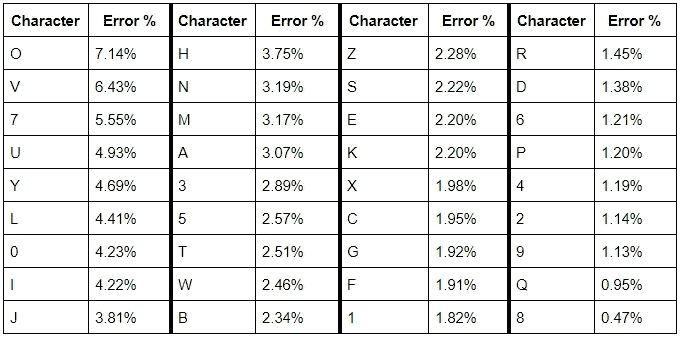 Character Error % Character Error % Character Error % Character Error %
O 7.14% H 3.75% Z 2.28% R 1.45%
V 6.43% N 3.19% S 2.22% D 1.38%
7 5.55% M 3.17% E 2.20% 6 1.21%
U 4.93% A 3.07% K 2.20% P 1.20%
Y 4.69% 3 2.89% X 1.98% 4 1.19%
L 4.41% 5 2.57% C 1.95% 2 1.14%
0 4.23% T 2.51% G 1.92% 9 1.13%
I 4.22% W 2.46% F 1.91% Q 0.95%
J 3.81% B 2.34% 1 1.82% 8 0.47%